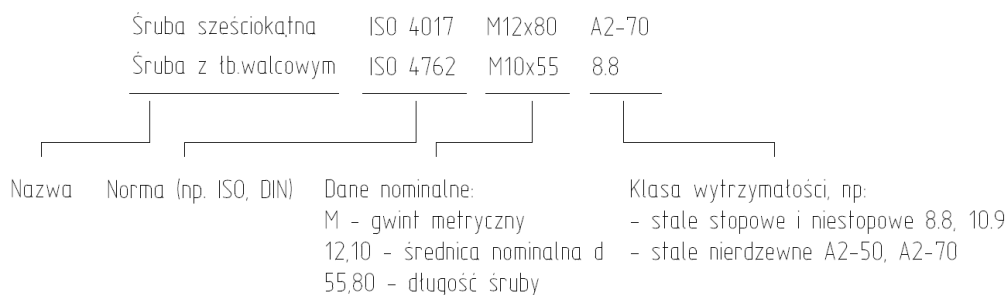 Śruba sześciokątna ISO 4017 M12x80 A2-70
Śruba z łb.walcowym ISO 4762 M10x55 8.8
Nazwa
Norma (np. ISO, DIN)
Dane nominalne:
M - gwint metryczny
12,10 - średnica nominalna d
55,80 - długość śruby
Klasa wytrzymałości, np:
- stale stopowe i niestopowe 8.8, 10.9
- stale nierdzewne A2-50, A2-70